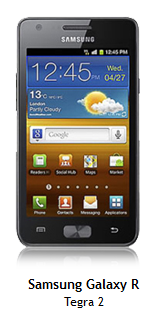 SAMSUNG
12:45 PM
12:45 PM
Wed.
04/27
13°C
London
Partly Cloudy
Google
Readers Hub
Social Hub
Maps
Market
Phone
Contacts
Messaging
Applications
Samsung Galaxy R
Tegra 2